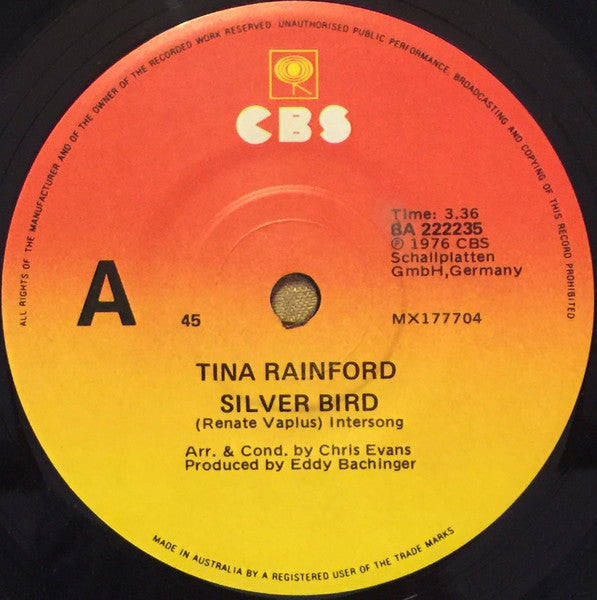 ALL RIGHTS OF THE MANUFACTURER AND OF THE OWNER OF THE RECORDED WORK RESERVED. UNAUTHORISED PUBLIC PERFORMANCE, BROADCASTING AND COPYING OF THIS RECORD PROHIBITED
CBS
Time: 3.36
BA 222235
℗ 1976 CBS
Schallplatten
GmbH,Germany
A
45
MX177704
TINA RAINFORD
SILVER BIRD
(Renate Vaplus) Intersong
Arr. & Cond. by Chris Evans
Produced by Eddy Bachinger
MADE IN AUSTRALIA BY A REGISTERED USER OF THE TRADE MARKS